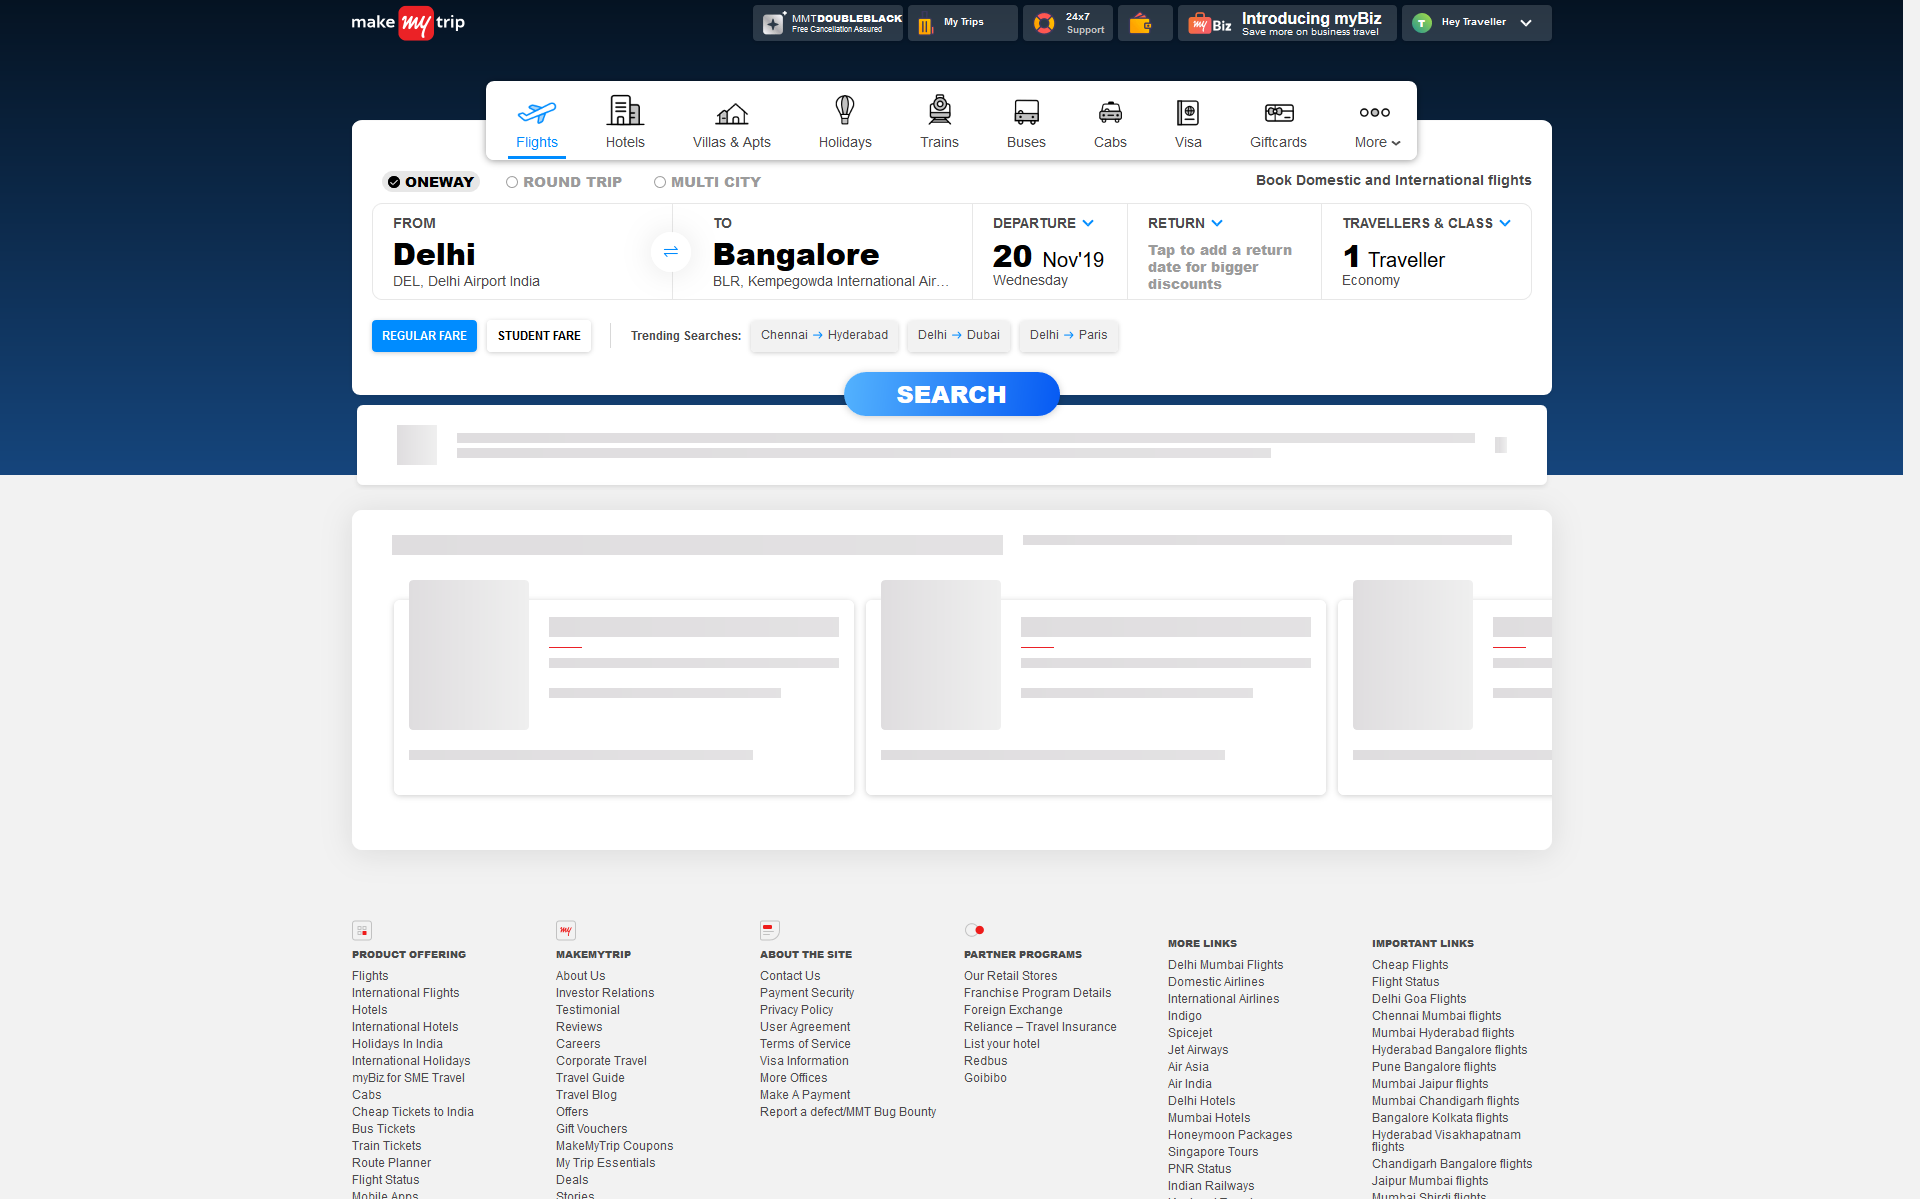 make my trip
MMTDOUBLEBLACK
Free Cancellation Assured
My Trips
24x7
Support
my Biz
Introducing myBiz
Save more on business travel
T
Hey Traveller
Flights
Hotels
Villas & Apts
Holidays
Trains
Buses
Cabs
Visa
Giftcards
More
ONEWAY
ROUND TRIP
MULTI CITY
Book Domestic and International flights
FROM
Delhi
DEL, Delhi Airport India
TO
Bangalore
BLR, Kempegowda International Air...
DEPARTURE
20 Nov'19
Wednesday
RETURN
Tap to add a return
date for bigger
discounts
TRAVELLERS & CLASS
1 Traveller
Economy
REGULAR FARE
STUDENT FARE
Trending Searches:
Chennai → Hyderabad
Delhi → Dubai
Delhi → Paris
SEARCH
PRODUCT OFFERING
Flights
International Flights
Hotels
International Hotels
Holidays In India
International Holidays
myBiz for SME Travel
Cabs
Cheap Tickets to India
Bus Tickets
Train Tickets
Route Planner
Flight Status
Mobile Apps
my
MAKEMYTRIP
About Us
Investor Relations
Testimonial
Reviews
Careers
Corporate Travel
Travel Guide
Travel Blog
Offers
Gift Vouchers
MakeMyTrip Coupons
My Trip Essentials
Deals
Stories
ABOUT THE SITE
Contact Us
Payment Security
Privacy Policy
User Agreement
Terms of Service
Visa Information
More Offices
Make A Payment
Report a defect/MMT Bug Bounty
PARTNER PROGRAMS
Our Retail Stores
Franchise Program Details
Foreign Exchange
Reliance – Travel Insurance
List your hotel
Redbus
Goibibo
MORE LINKS
Delhi Mumbai Flights
Domestic Airlines
International Airlines
Indigo
Spicejet
Jet Airways
Air Asia
Air India
Delhi Hotels
Mumbai Hotels
Honeymoon Packages
Singapore Tours
PNR Status
Indian Railways
IMPORTANT LINKS
Cheap Flights
Flight Status
Delhi Goa Flights
Chennai Mumbai flights
Mumbai Hyderabad flights
Hyderabad Bangalore flights
Pune Bangalore flights
Mumbai Jaipur flights
Mumbai Chandigarh flights
Bangalore Kolkata flights
Hyderabad Visakhapatnam
flights
Chandigarh Bangalore flights
Jaipur Mumbai flights
Mumbai Shirdi flights